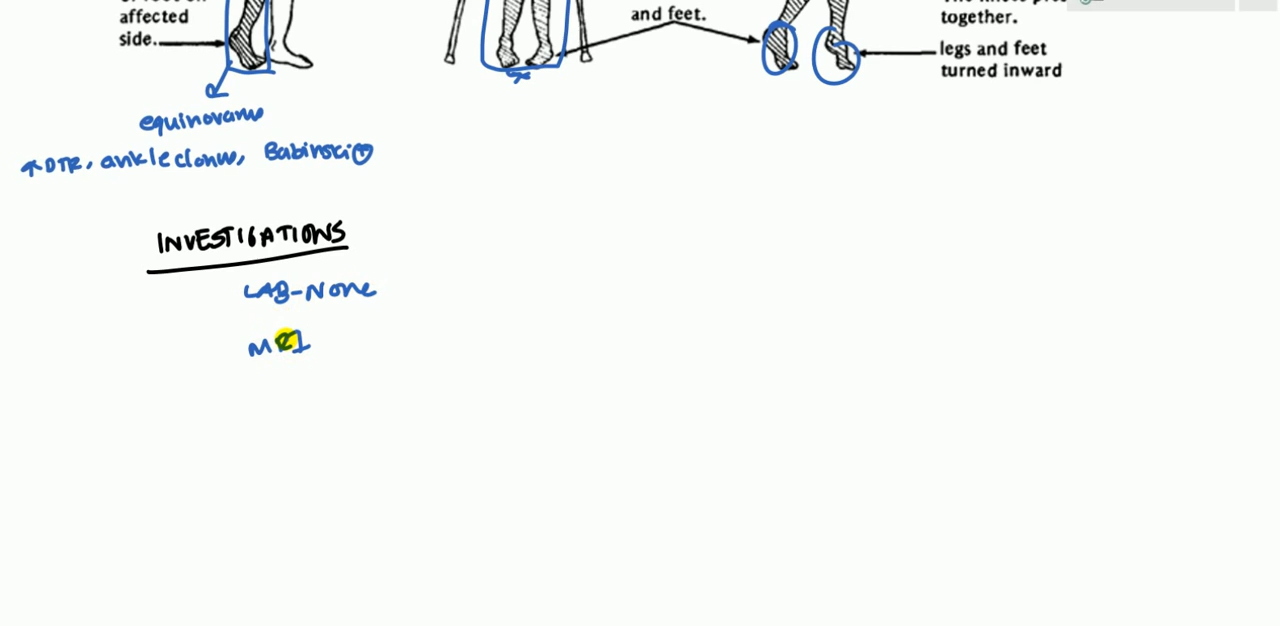 affected
side.
and feet.
together.
legs and feet
turned inward
equinovarus
↑DTR, ankle clonus, Babinski ⊕
INVESTIGATIONS
LAB-None
MRI